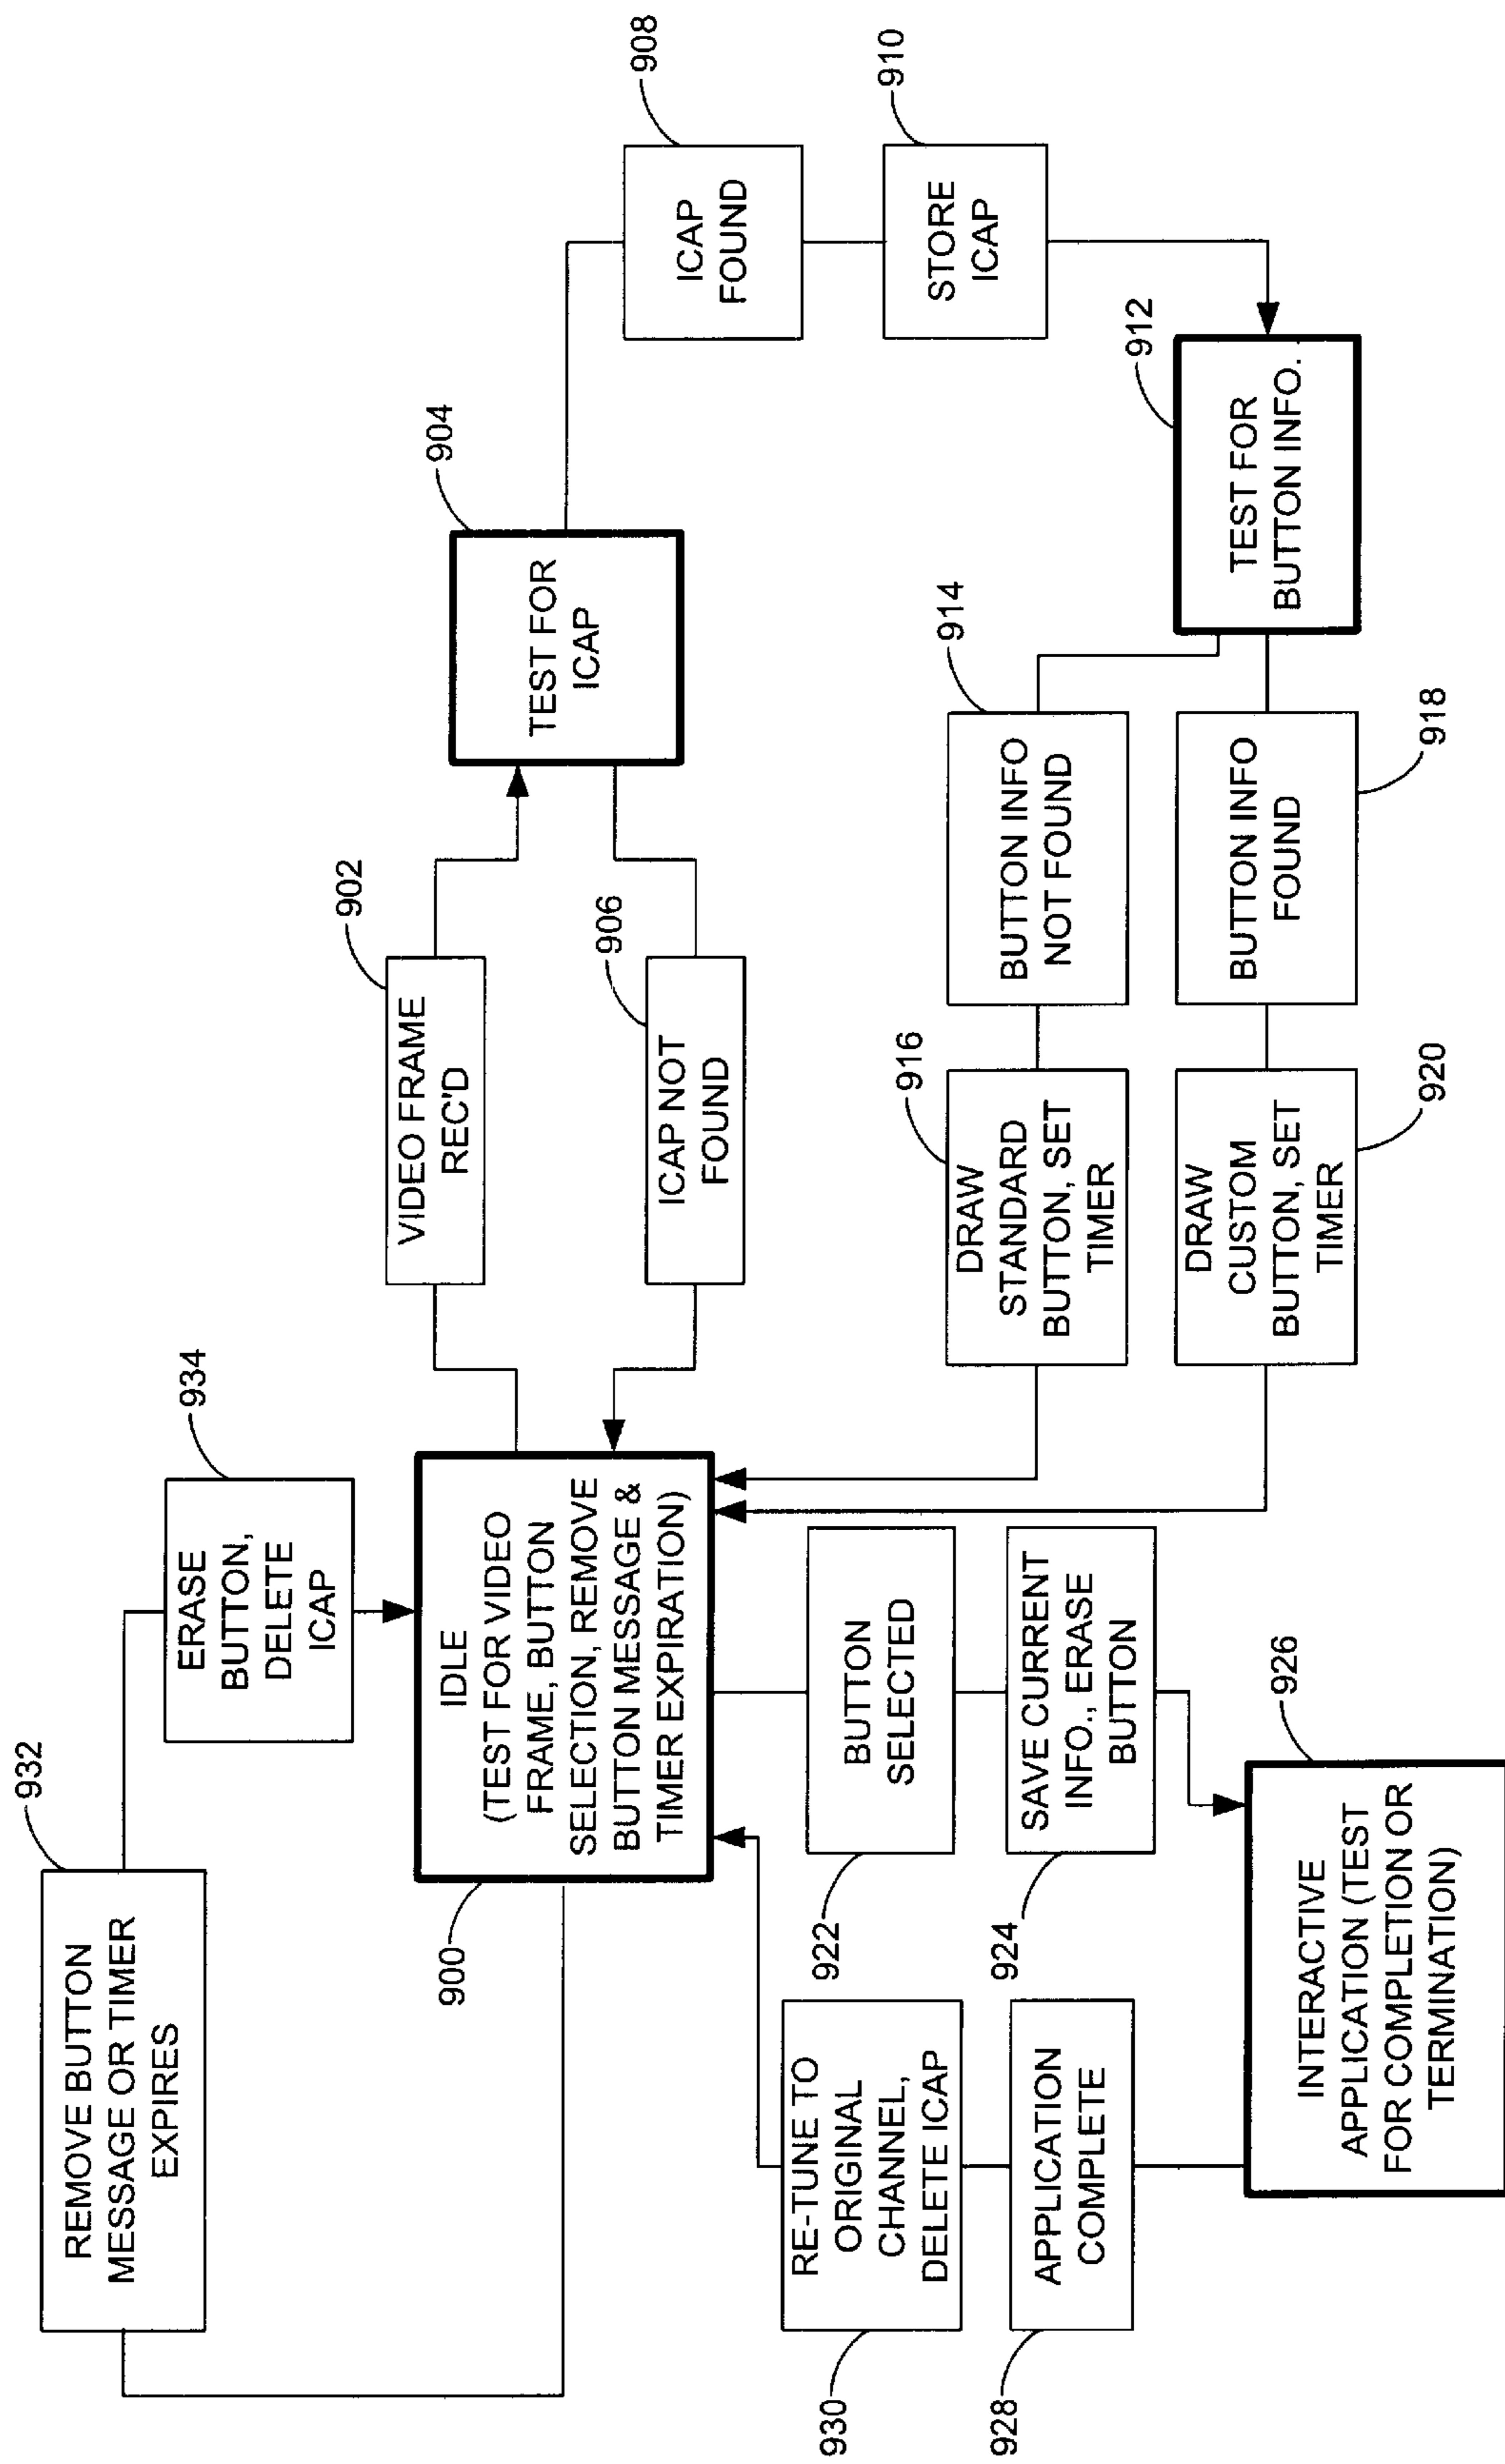 932
REMOVE BUTTON
MESSAGE OR TIMER
EXPIRES
934
ERASE
BUTTON,
DELETE
ICAP
900
IDLE
(TEST FOR VIDEO
FRAME, BUTTON
SELECTION, REMOVE
BUTTON MESSAGE &
TIMER EXPIRATION)
902
VIDEO FRAME
REC'D
904
TEST FOR
ICAP
906
ICAP NOT
FOUND
908
ICAP
FOUND
910
STORE
ICAP
912
TEST FOR
BUTTON INFO.
914
BUTTON INFO
NOT FOUND
916
DRAW
STANDARD
BUTTON, SET
TIMER
918
BUTTON INFO
FOUND
920
DRAW
CUSTOM
BUTTON, SET
TIMER
922
BUTTON
SELECTED
924
SAVE CURRENT
INFO., ERASE
BUTTON
926
INTERACTIVE
APPLICATION (TEST
FOR COMPLETION OR
TERMINATION)
928
APPLICATION
COMPLETE
930
RE-TUNE TO
ORIGINAL
CHANNEL,
DELETE ICAP